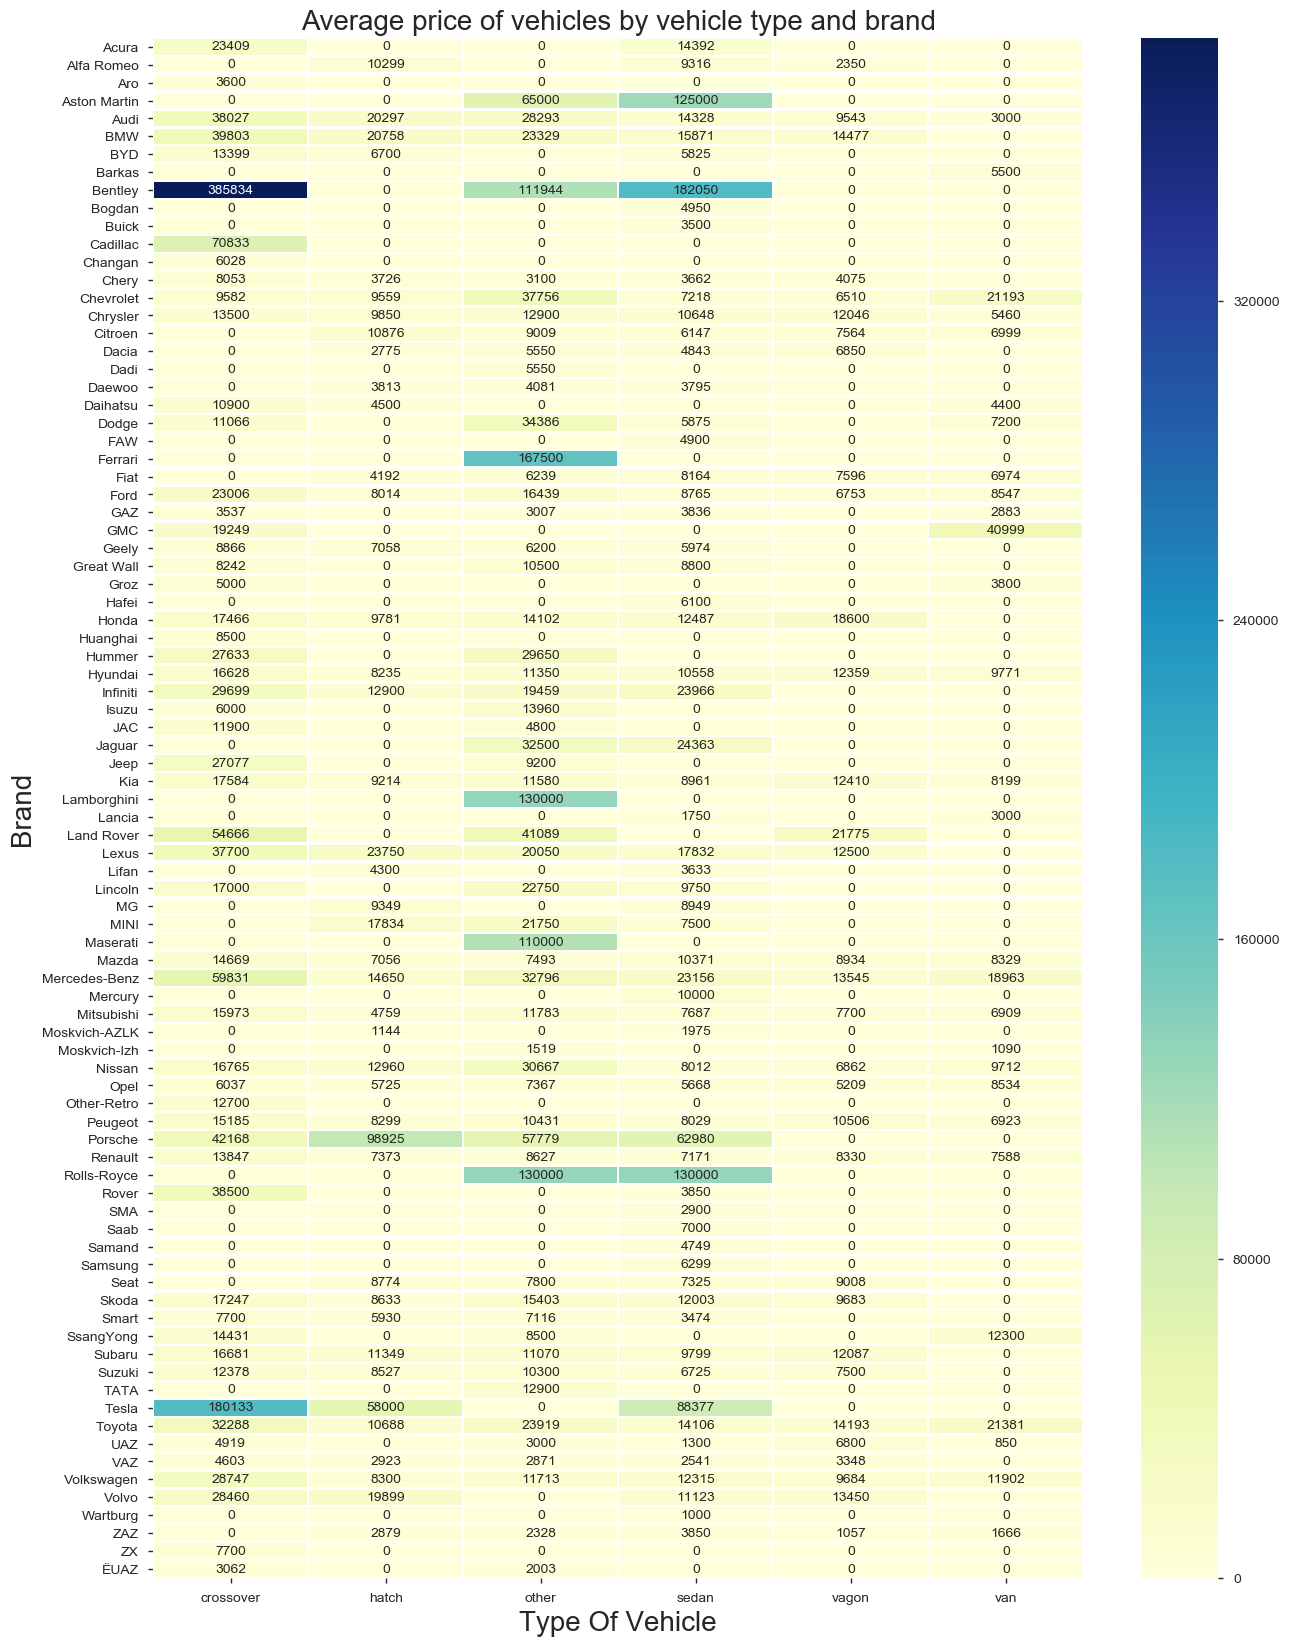 Average price of vehicles by vehicle type and brand
Acura 23409 0 0 14392 0 0
Alfa Romeo 0 10299 0 9316 2350 0
Aro 3600 0 0 0 0 0
Aston Martin 0 0 65000 125000 0 0
Audi 38027 20297 28293 14328 9543 3000
BMW 39803 20758 23329 15871 14477 0
BYD 13399 6700 0 5825 0 0
Barkas 0 0 0 0 0 5500
Bentley 385834 0 111944 182050 0 0
Bogdan 0 0 0 4950 0 0
Buick 0 0 0 3500 0 0
Cadillac 70833 0 0 0 0 0
Changan 6028 0 0 0 0 0
Chery 8053 3726 3100 3662 4075 0
Chevrolet 9582 9559 37756 7218 6510 21193
320000
Chrysler 13500 9850 12900 10648 12046 5460
Citroen 0 10876 9009 6147 7564 6999
Dacia 0 2775 5550 4843 6850 0
Dadi 0 0 5550 0 0 0
Daewoo 0 3813 4081 3795 0 0
Daihatsu 10900 4500 0 0 0 4400
Dodge 11066 0 34386 5875 0 7200
FAW 0 0 0 4900 0 0
Ferrari 0 0 167500 0 0 0
Fiat 0 4192 6239 8164 7596 6974
Ford 23006 8014 16439 8765 6753 8547
GAZ 3537 0 3007 3836 0 2883
GMC 19249 0 0 0 0 40999
Geely 8866 7058 6200 5974 0 0
Great Wall 8242 0 10500 8800 0 0
Groz 5000 0 0 0 0 3800
Hafei 0 0 0 6100 0 0
Honda 17466 9781 14102 12487 18600 0
240000
Huanghai 8500 0 0 0 0 0
Hummer 27633 0 29650 0 0 0
Hyundai 16628 8235 11350 10558 12359 9771
Infiniti 29699 12900 19459 23966 0 0
Isuzu 6000 0 13960 0 0 0
JAC 11900 0 4800 0 0 0
Jaguar 0 0 32500 24363 0 0
Jeep 27077 0 9200 0 0 0
Kia 17584 9214 11580 8961 12410 8199
Lamborghini 0 0 130000 0 0 0
Brand
Lancia 0 0 0 1750 0 3000
Land Rover 54666 0 41089 0 21775 0
Lexus 37700 23750 20050 17832 12500 0
Lifan 0 4300 0 3633 0 0
Lincoln 17000 0 22750 9750 0 0
MG 0 9349 0 8949 0 0
MINI 0 17834 21750 7500 0 0
Maserati 0 0 110000 0 0 0
160000
Mazda 14669 7056 7493 10371 8934 8329
Mercedes-Benz 59831 14650 32796 23156 13545 18963
Mercury 0 0 0 10000 0 0
Mitsubishi 15973 4759 11783 7687 7700 6909
Moskvich-AZLK 0 1144 0 1975 0 0
Moskvich-Izh 0 0 1519 0 0 1090
Nissan 16765 12960 30667 8012 6862 9712
Opel 6037 5725 7367 5668 5209 8534
Other-Retro 12700 0 0 0 0 0
Peugeot 15185 8299 10431 8029 10506 6923
Porsche 42168 98925 57779 62980 0 0
Renault 13847 7373 8627 7171 8330 7588
Rolls-Royce 0 0 130000 130000 0 0
Rover 38500 0 0 3850 0 0
SMA 0 0 0 2900 0 0
Saab 0 0 0 7000 0 0
Samand 0 0 0 4749 0 0
80000
Samsung 0 0 0 6299 0 0
Seat 0 8774 7800 7325 9008 0
Skoda 17247 8633 15403 12003 9683 0
Smart 7700 5930 7116 3474 0 0
SsangYong 14431 0 8500 0 0 12300
Subaru 16681 11349 11070 9799 12087 0
Suzuki 12378 8527 10300 6725 7500 0
TATA 0 0 12900 0 0 0
Tesla 180133 58000 0 88377 0 0
Toyota 32288 10688 23919 14106 14193 21381
UAZ 4919 0 3000 1300 6800 850
VAZ 4603 2923 2871 2541 3348 0
Volkswagen 28747 8300 11713 12315 9684 11902
Volvo 28460 19899 0 11123 13450 0
Wartburg 0 0 0 1000 0 0
ZAZ 0 2879 2328 3850 1057 1666
ZX 7700 0 0 0 0 0
ËUAZ 3062 0 2003 0 0 0
0
crossover hatch other sedan vagon van
Type Of Vehicle